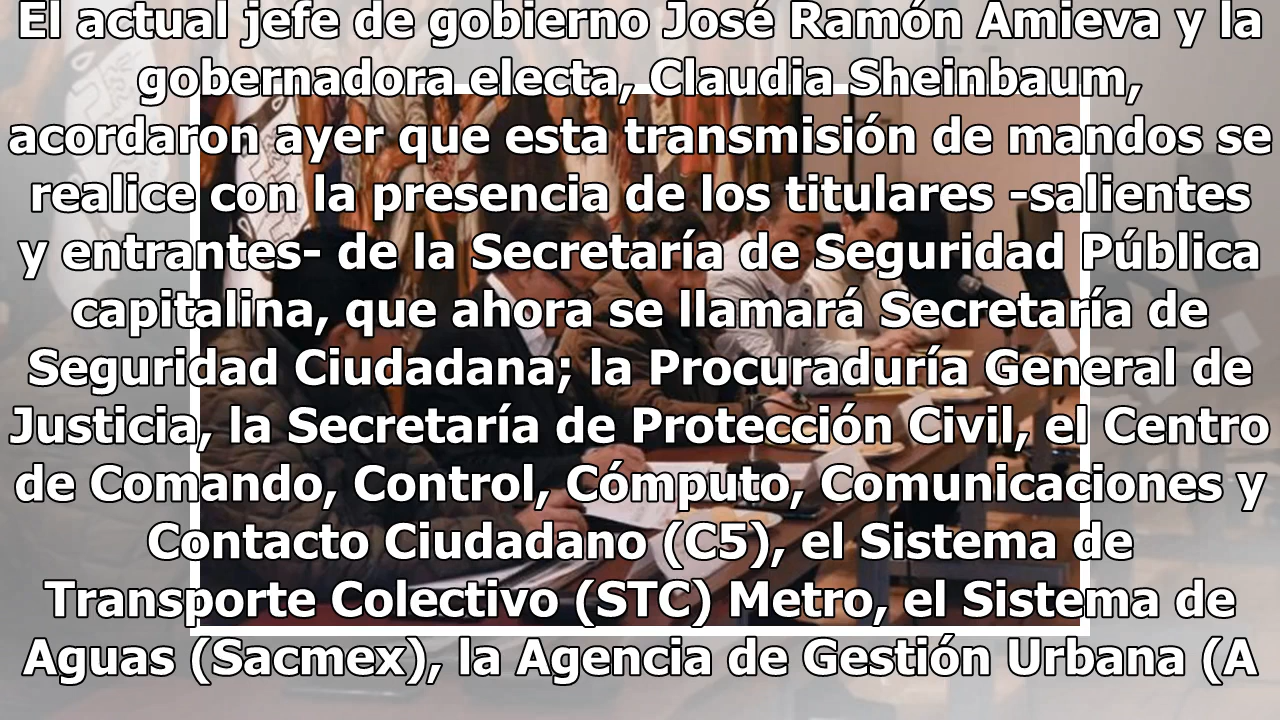 El actual jefe de gobierno José Ramón Amieva y la
gobernadora electa, Claudia Sheinbaum,
acordaron ayer que esta transmisión de mandos se
realice con la presencia de los titulares -salientes
y entrantes- de la Secretaría de Seguridad Pública
capitalina, que ahora se llamará Secretaría de
Seguridad Ciudadana; la Procuraduría General de
Justicia, la Secretaría de Protección Civil, el Centro
de Comando, Control, Cómputo, Comunicaciones y
Contacto Ciudadano (C5), el Sistema de
Transporte Colectivo (STC) Metro, el Sistema de
Aguas (Sacmex), la Agencia de Gestión Urbana (A